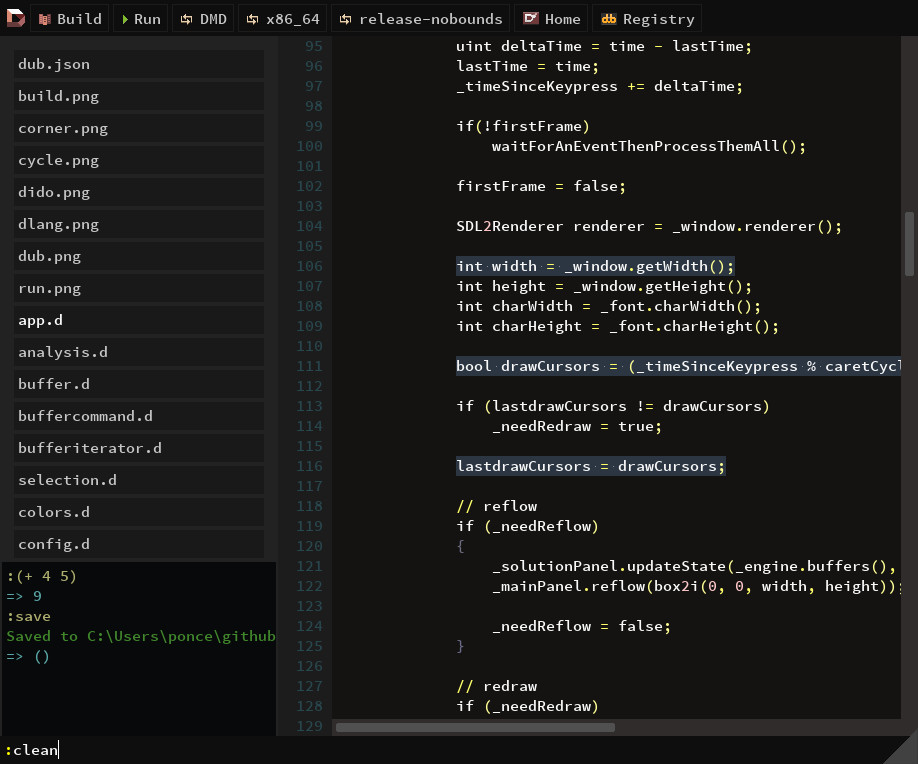 Build Run DMD x86_64 release-nobounds Home Registry
dub.json
build.png
corner.png
cycle.png
dido.png
dlang.png
dub.png
run.png
app.d
analysis.d
buffer.d
buffercommand.d
bufferiterator.d
selection.d
colors.d
config.d
:(+ 4 5)
=> 9
:save
Saved to C:\Users\ponce\github
=> ()
:clean
95 uint deltaTime = time - lastTime;
96 lastTime = time;
97 _timeSinceKeypress += deltaTime;
98
99 if(!firstFrame)
100 waitForAnEventThenProcessThemAll();
101
102 firstFrame = false;
103
104 SDL2Renderer renderer = _window.renderer();
105
106 int width = _window.getWidth();
107 int height = _window.getHeight();
108 int charWidth = _font.charWidth();
109 int charHeight = _font.charHeight();
110
111 bool drawCursors = (_timeSinceKeypress % caretCycl
112
113 if (lastdrawCursors != drawCursors)
114 _needRedraw = true;
115
116 lastdrawCursors = drawCursors;
117
118 // reflow
119 if (_needReflow)
120 {
121 _solutionPanel.updateState(_engine.buffers(),
122 _mainPanel.reflow(box2i(0, 0, width, height));
123
124 _needReflow = false;
125 }
126
127 // redraw
128 if (_needRedraw)
129